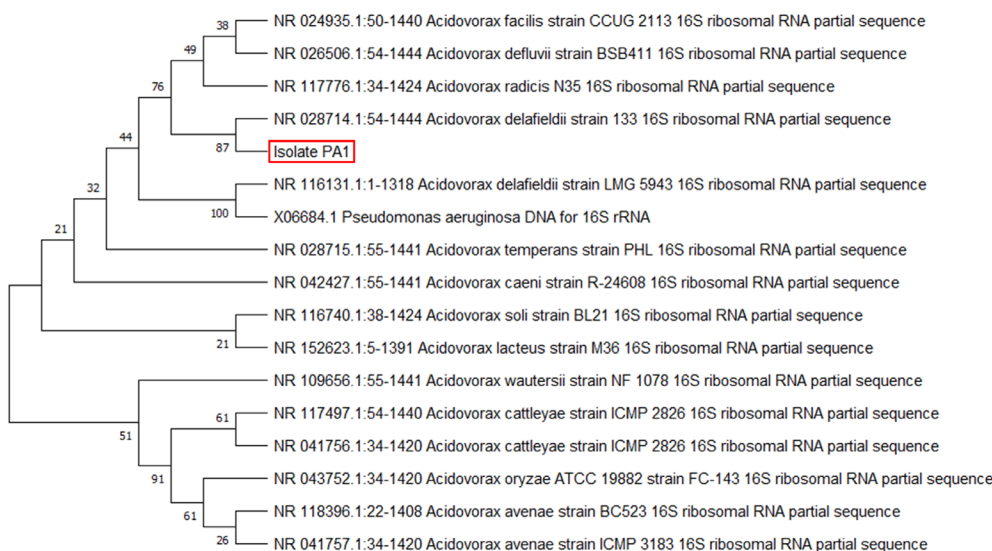 38
NR 024935.1:50-1440 Acidovorax facilis strain CCUG 2113 16S ribosomal RNA partial sequence
49
NR 026506.1:54-1444 Acidovorax defluvii strain BSB411 16S ribosomal RNA partial sequence
76
NR 117776.1:34-1424 Acidovorax radicis N35 16S ribosomal RNA partial sequence
NR 028714.1:54-1444 Acidovorax delafieldii strain 133 16S ribosomal RNA partial sequence
44
87
Isolate PA1
32
NR 116131.1:1-1318 Acidovorax delafieldii strain LMG 5943 16S ribosomal RNA partial sequence
100
X06684.1 Pseudomonas aeruginosa DNA for 16S rRNA
21
NR 028715.1:55-1441 Acidovorax temperans strain PHL 16S ribosomal RNA partial sequence
NR 042427.1:55-1441 Acidovorax caeni strain R-24608 16S ribosomal RNA partial sequence
NR 116740.1:38-1424 Acidovorax soli strain BL21 16S ribosomal RNA partial sequence
21
NR 152623.1:5-1391 Acidovorax lacteus strain M36 16S ribosomal RNA partial sequence
NR 109656.1:55-1441 Acidovorax wautersii strain NF 1078 16S ribosomal RNA partial sequence
61
NR 117497.1:54-1440 Acidovorax cattleyae strain ICMP 2826 16S ribosomal RNA partial sequence
51
NR 041756.1:34-1420 Acidovorax cattleyae strain ICMP 2826 16S ribosomal RNA partial sequence
91
NR 043752.1:34-1420 Acidovorax oryzae ATCC 19882 strain FC-143 16S ribosomal RNA partial sequence
61
NR 118396.1:22-1408 Acidovorax avenae strain BC523 16S ribosomal RNA partial sequence
26
NR 041757.1:34-1420 Acidovorax avenae strain ICMP 3183 16S ribosomal RNA partial sequence